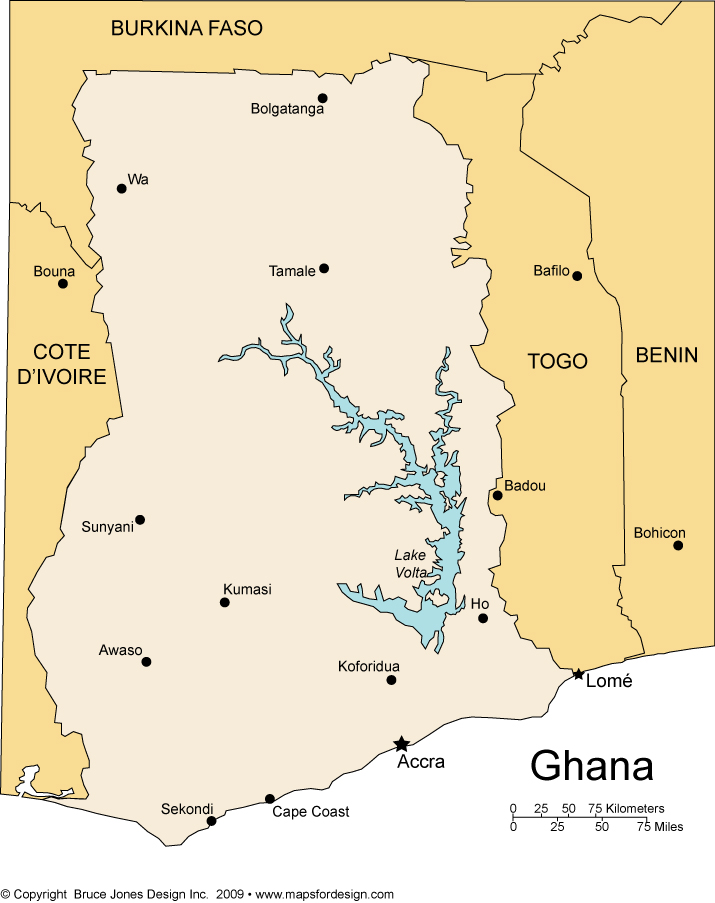 BURKINA FASO
Bolgatanga
Wa
Tamale
Bouna
Bafilo
COTE
D'IVOIRE
TOGO
BENIN
Badou
Sunyani
Bohicon
Lake
Volta
Kumasi
Ho
Awaso
Koforidua
Lomé
Accra
Ghana
Sekondi
Cape Coast
0 25 50 75 Kilometers
0 25 50 75 Miles
© Copyright Bruce Jones Design Inc. 2009 • www.mapsfordesign.com